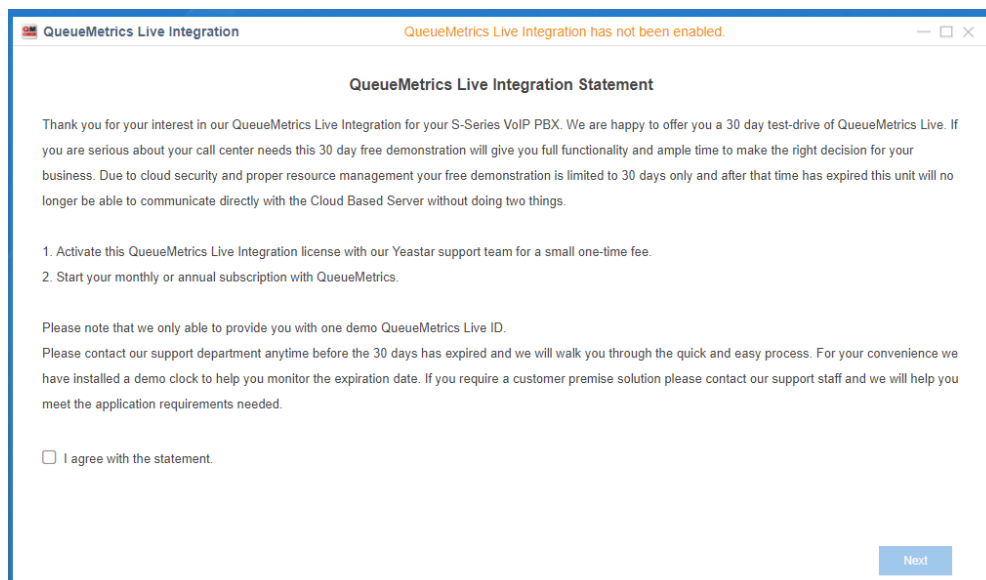 QM
QueueMetrics Live Integration
QueueMetrics Live Integration has not been enabled.
QueueMetrics Live Integration Statement
Thank you for your interest in our QueueMetrics Live Integration for your S-Series VoIP PBX. We are happy to offer you a 30 day test-drive of QueueMetrics Live. If
you are serious about your call center needs this 30 day free demonstration will give you full functionality and ample time to make the right decision for your
business. Due to cloud security and proper resource management your free demonstration is limited to 30 days only and after that time has expired this unit will no
longer be able to communicate directly with the Cloud Based Server without doing two things.
1. Activate this QueueMetrics Live Integration license with our Yeastar support team for a small one-time fee.
2. Start your monthly or annual subscription with QueueMetrics.
Please note that we only able to provide you with one demo QueueMetrics Live ID.
Please contact our support department anytime before the 30 days has expired and we will walk you through the quick and easy process. For your convenience we
have installed a demo clock to help you monitor the expiration date. If you require a customer premise solution please contact our support staff and we will help you
meet the application requirements needed.
I agree with the statement.
Next